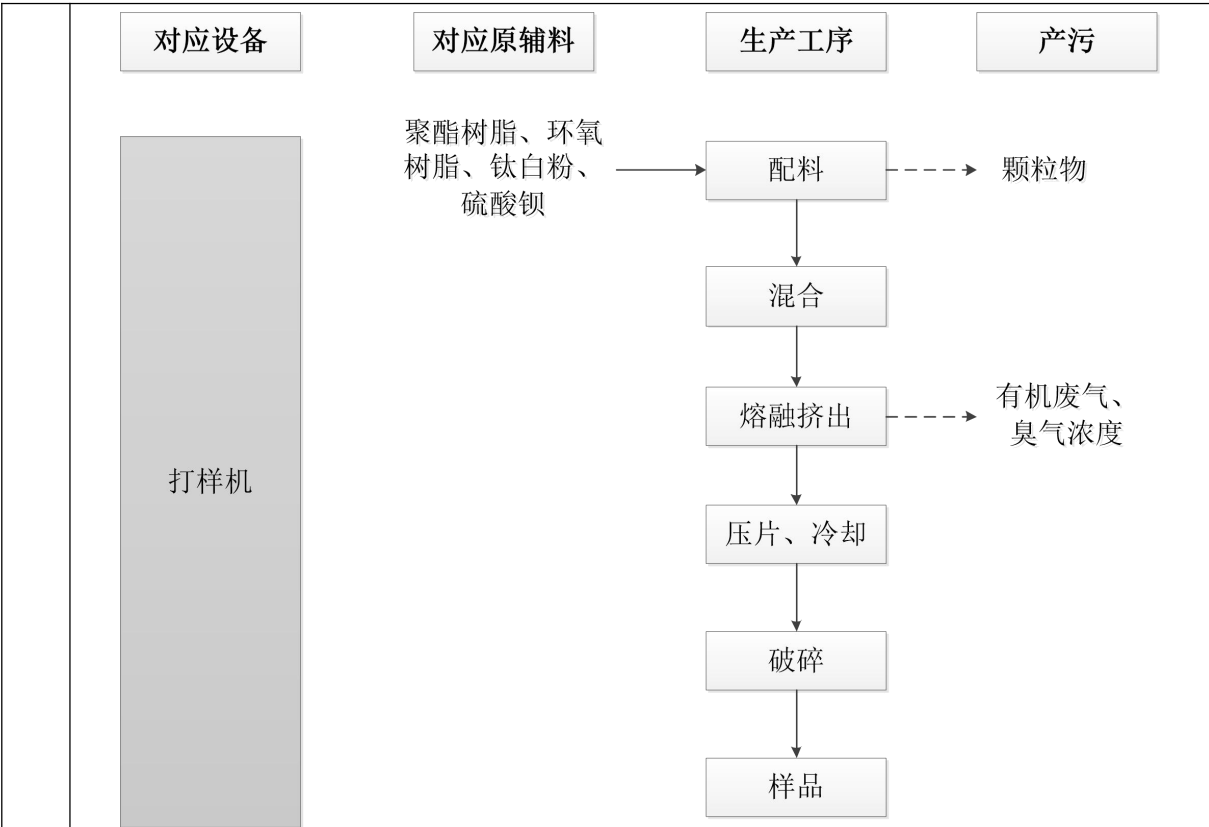 对应设备
对应原辅料
生产工序
产污
聚酯树脂、环氧
树脂、钛白粉、
硫酸钡
配料
颗粒物
混合
熔融挤出
有机废气、
臭气浓度
打样机
压片、冷却
破碎
样品